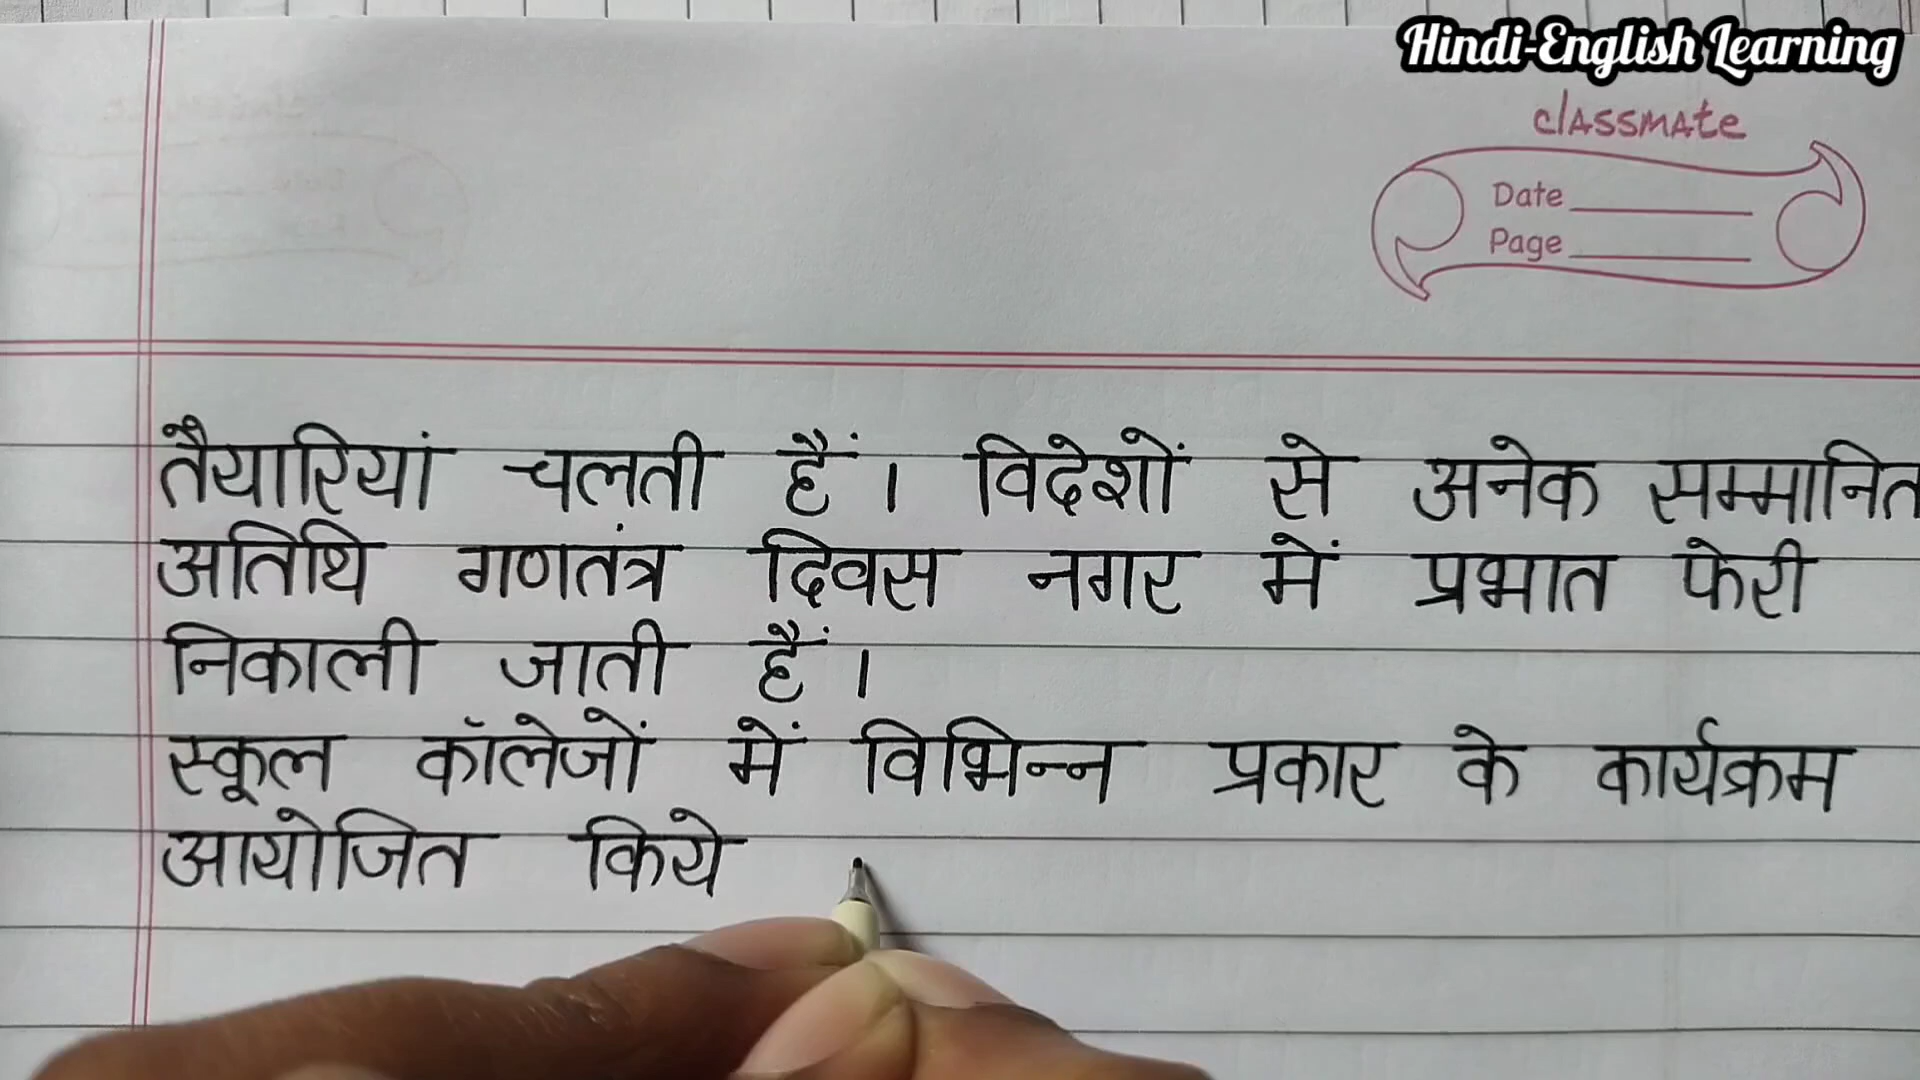 Hindi-English Learning
classmate
Date
Page
तैयारियां चलती हैं। विदेशों से अनेक सम्मानित
अतिथि गणतंत्र दिवस नगर में प्रभात फेरी
निकाली जाती हैं।
स्कूल कॉलेजों में विभिन्न प्रकार के कार्यक्रम
आयोजित किये